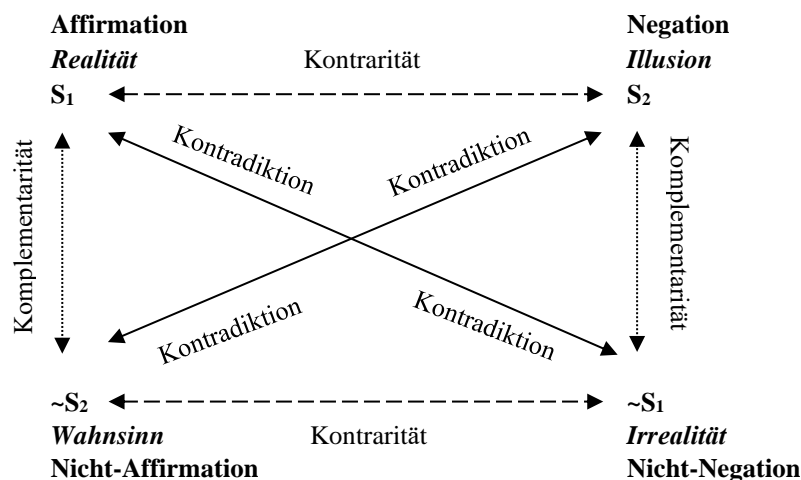 Affirmation
Negation
Realität
Kontrarität
Illusion
S₁
S₂
Kontradiktion
Kontradiktion
Komplementarität
Komplementarität
Kontradiktion
Kontradiktion
~S₂
~S₁
Wahnsinn
Kontrarität
Irrealität
Nicht-Affirmation
Nicht-Negation